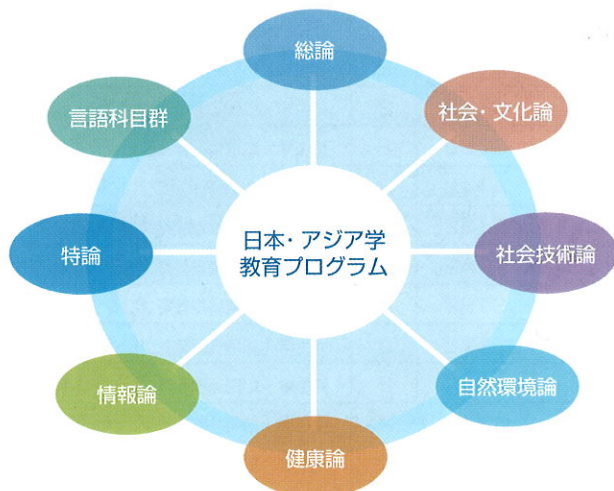 総論
社会・文化論
社会技術論
自然環境論
健康論
情報論
特論
言語科目群
日本・アジア学
教育プログラム